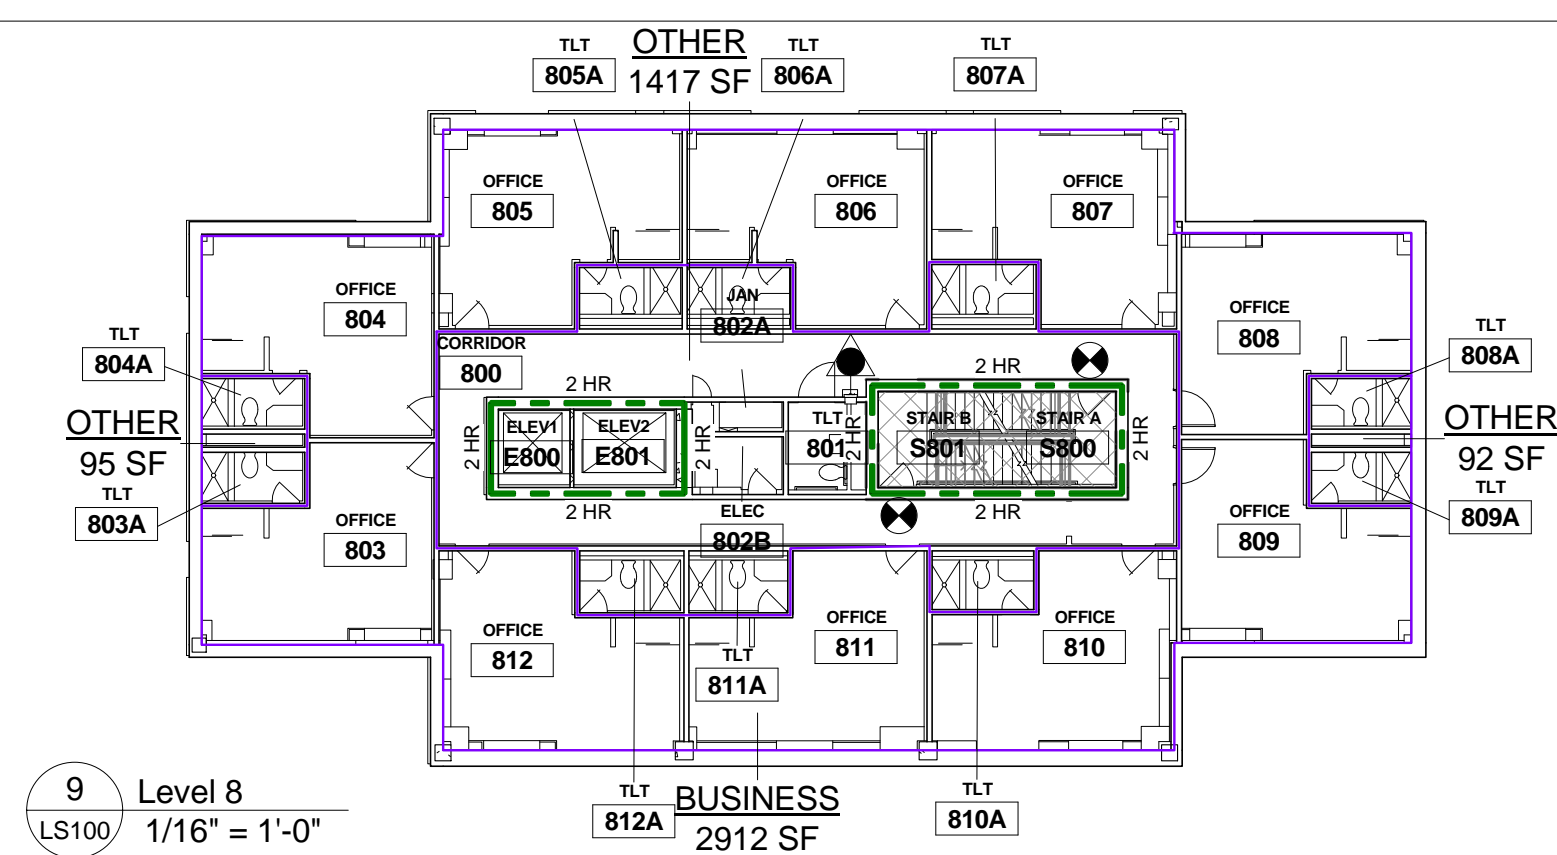 OTHER
1417 SF
TLT
805A
TLT
806A
TLT
807A
OFFICE
805
OFFICE
806
OFFICE
807
OFFICE
804
OFFICE
808
TLT
804A
TLT
808A
JAN
802A
CORRIDOR
800
2 HR
2 HR
OTHER
95 SF
OTHER
92 SF
2 HR
ELEV1
E800
ELEV2
E801
2 HR
TLT
801
2 HR
STAIR B
S801
STAIR A
S800
2 HR
TLT
803A
TLT
809A
2 HR
ELEC
802B
2 HR
OFFICE
803
OFFICE
809
OFFICE
812
OFFICE
811
OFFICE
810
TLT
811A
TLT
812A
BUSINESS
2912 SF
TLT
810A
9
LS100
Level 8
1/16" = 1'-0"